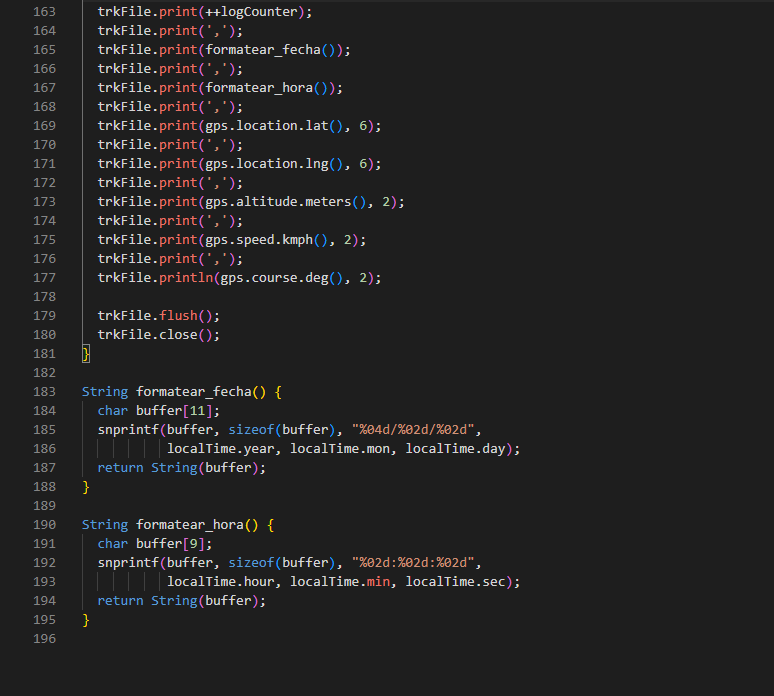 163 trkFile.print(++logCounter);
164 trkFile.print(',');
165 trkFile.print(formatear_fecha());
166 trkFile.print(',');
167 trkFile.print(formatear_hora());
168 trkFile.print(',');
169 trkFile.print(gps.location.lat(), 6);
170 trkFile.print(',');
171 trkFile.print(gps.location.lng(), 6);
172 trkFile.print(',');
173 trkFile.print(gps.altitude.meters(), 2);
174 trkFile.print(',');
175 trkFile.print(gps.speed.kmph(), 2);
176 trkFile.print(',');
177 trkFile.println(gps.course.deg(), 2);
178
179 trkFile.flush();
180 trkFile.close();
181 }
182
183 String formatear_fecha() {
184 char buffer[11];
185 snprintf(buffer, sizeof(buffer), "%04d/%02d/%02d",
186 localTime.year, localTime.mon, localTime.day);
187 return String(buffer);
188 }
189
190 String formatear_hora() {
191 char buffer[9];
192 snprintf(buffer, sizeof(buffer), "%02d:%02d:%02d",
193 localTime.hour, localTime.min, localTime.sec);
194 return String(buffer);
195 }
196